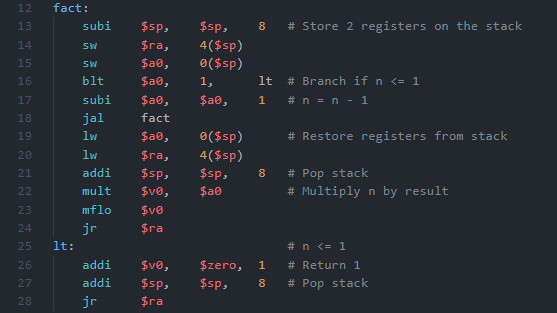 12 fact:
13     subi    $sp,    $sp,    8   # Store 2 registers on the stack
14     sw      $ra,    4($sp)
15     sw      $a0,    0($sp)
16     blt     $a0,    1,      lt  # Branch if n <= 1
17     subi    $a0,    $a0,    1   # n = n - 1
18     jal     fact
19     lw      $a0,    0($sp)      # Restore registers from stack
20     lw      $ra,    4($sp)
21     addi    $sp,    $sp,    8   # Pop stack
22     mult    $v0,    $a0         # Multiply n by result
23     mflo    $v0
24     jr      $ra
25 lt:                             # n <= 1
26     addi    $v0,    $zero,  1   # Return 1
27     addi    $sp,    $sp,    8   # Pop stack
28     jr      $ra